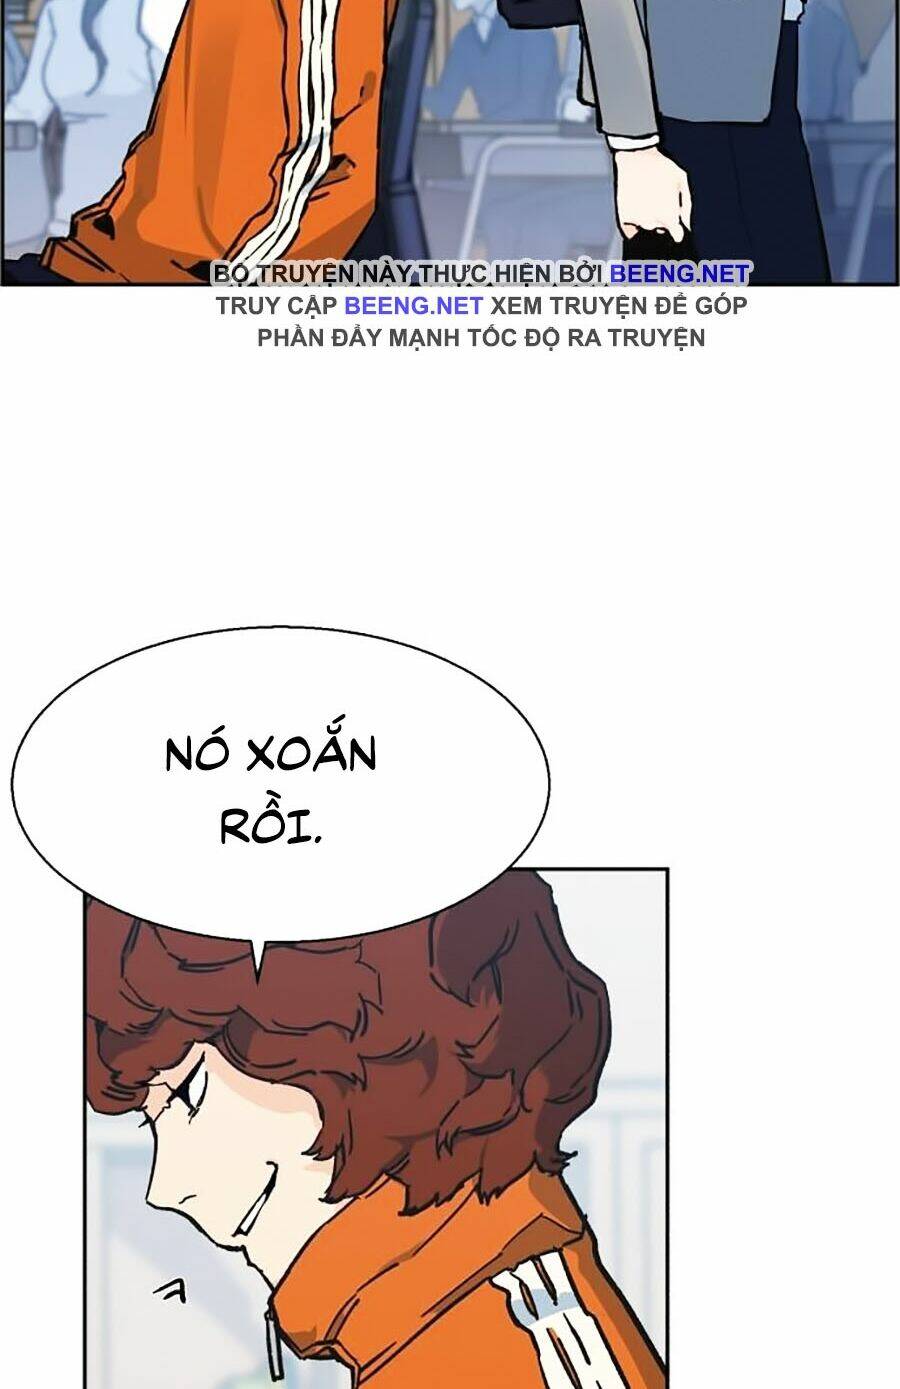 BỘ TRUYỆN NÀY THỰC HIỆN BỞI BEENG.NET
TRUY CẬP BEENG.NET XEM TRUYỆN ĐỂ GÓP
PHẦN ĐẨY MẠNH TỐC ĐỘ RA TRUYỆN
NÓ XOẮN
RỒI.